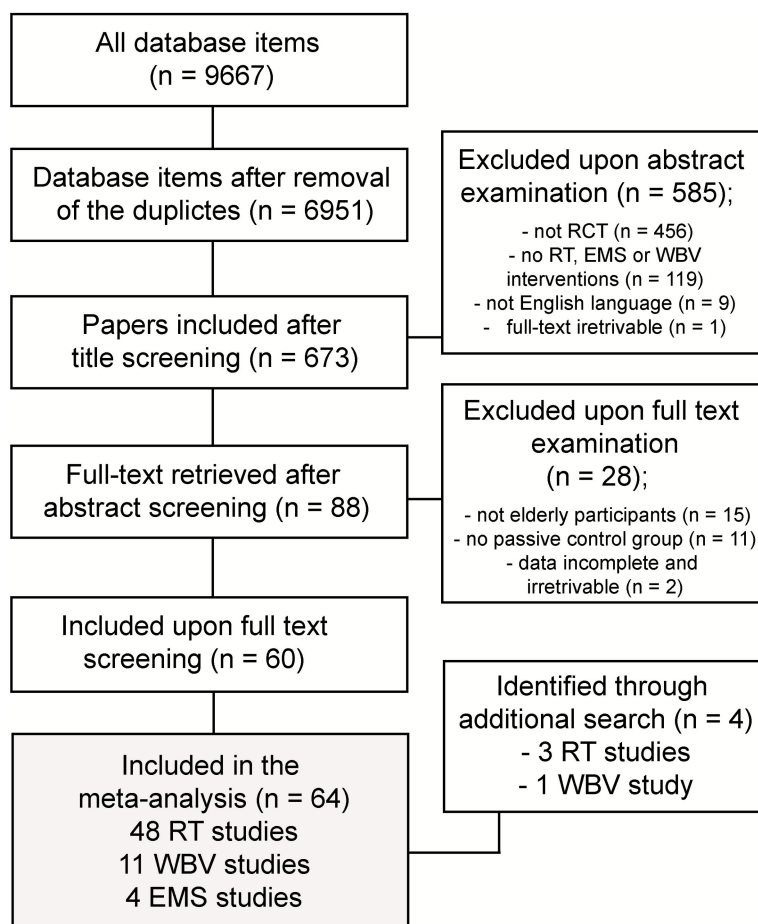 All database items
(n = 9667)
Database items after removal
of the duplictes (n = 6951)
Papers included after
title screening (n = 673)
Excluded upon abstract
examination (n = 585);
- not RCT (n = 456)
- no RT, EMS or WBV
interventions (n = 119)
- not English language (n = 9)
- full-text iretrivable (n = 1)
Full-text retrieved after
abstract screening (n = 88)
Excluded upon full text
examination
(n = 28);
- not elderly participants (n = 15)
- no passive control group (n = 11)
- data incomplete and
irretrivable (n = 2)
Included upon full text
screening (n = 60)
Identified through
additional search (n = 4)
- 3 RT studies
- 1 WBV study
Included in the
meta-analysis (n = 64)
48 RT studies
11 WBV studies
4 EMS studies